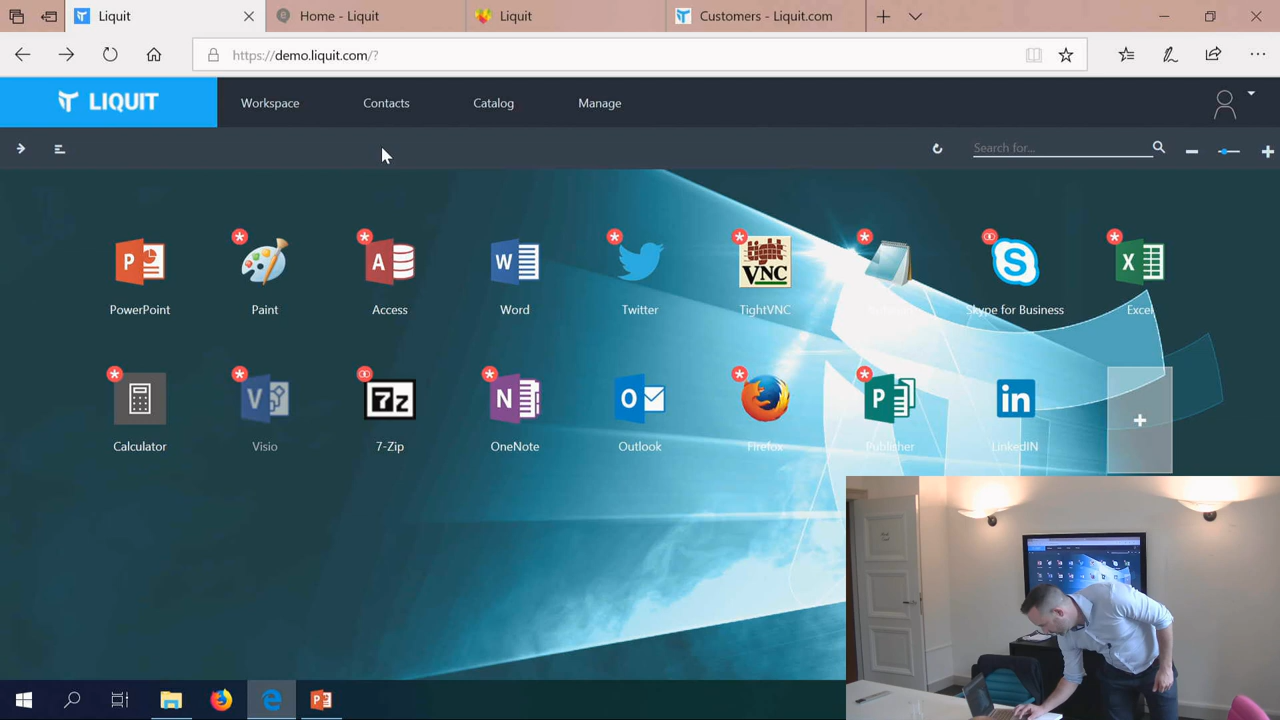 Liquit
Home - Liquit
Liquit
Customers - Liquit.com
https://demo.liquit.com/?
LIQUIT
Workspace
Contacts
Catalog
Manage
Search for...
PowerPoint
Paint
Access
Word
Twitter
TightVNC
Skype for Business
Excel
Calculator
Visio
7-Zip
OneNote
Outlook
Firefox
Publisher
LinkedIN